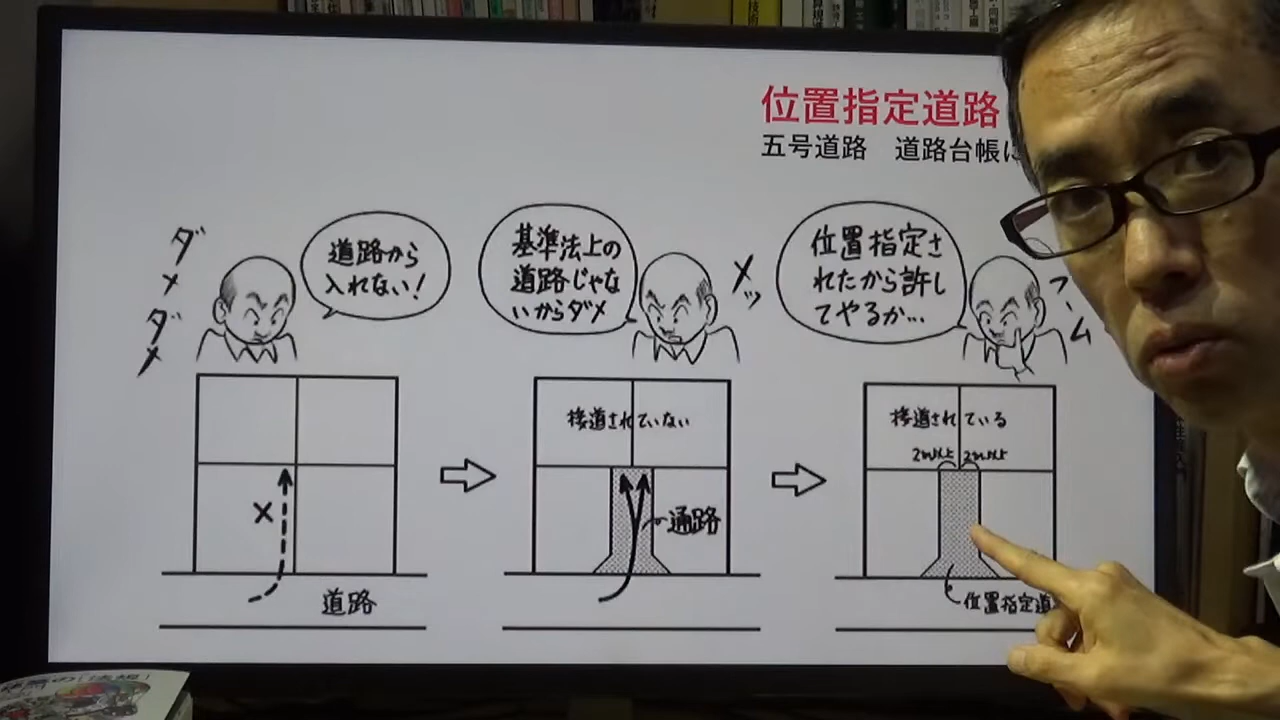 位置指定道路
五号道路　道路台帳に
ダメ
ダメ
道路から
入れない!
基準法上の
道路じゃな
いからダメ
メッ
位置指定さ
れたから許し
てやるか…
フーム
接道されていない
接道されている
2m以上 2m以上
×
通路
道路
位置指定道